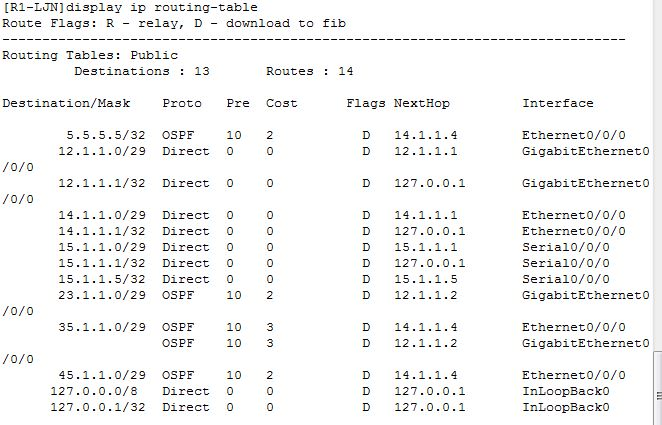 [R1-LJN]display ip routing-table
Route Flags: R - relay, D - download to fib
------------------------------------------------------------------------------
Routing Tables: Public
         Destinations : 13       Routes : 14

Destination/Mask    Proto   Pre  Cost      Flags NextHop         Interface

        5.5.5.5/32  OSPF    10   2           D   14.1.1.4        Ethernet0/0/0
       12.1.1.0/29  Direct  0    0           D   12.1.1.1        GigabitEthernet0
/0/0
       12.1.1.1/32  Direct  0    0           D   127.0.0.1       GigabitEthernet0
/0/0
       14.1.1.0/29  Direct  0    0           D   14.1.1.1        Ethernet0/0/0
       14.1.1.1/32  Direct  0    0           D   127.0.0.1       Ethernet0/0/0
       15.1.1.0/29  Direct  0    0           D   15.1.1.1        Serial0/0/0
       15.1.1.1/32  Direct  0    0           D   127.0.0.1       Serial0/0/0
       15.1.1.5/32  Direct  0    0           D   15.1.1.5        Serial0/0/0
       23.1.1.0/29  OSPF    10   2           D   12.1.1.2        GigabitEthernet0
/0/0
       35.1.1.0/29  OSPF    10   3           D   14.1.1.4        Ethernet0/0/0
                    OSPF    10   3           D   12.1.1.2        GigabitEthernet0
/0/0
       45.1.1.0/29  OSPF    10   2           D   14.1.1.4        Ethernet0/0/0
      127.0.0.0/8   Direct  0    0           D   127.0.0.1       InLoopBack0
      127.0.0.1/32  Direct  0    0           D   127.0.0.1       InLoopBack0